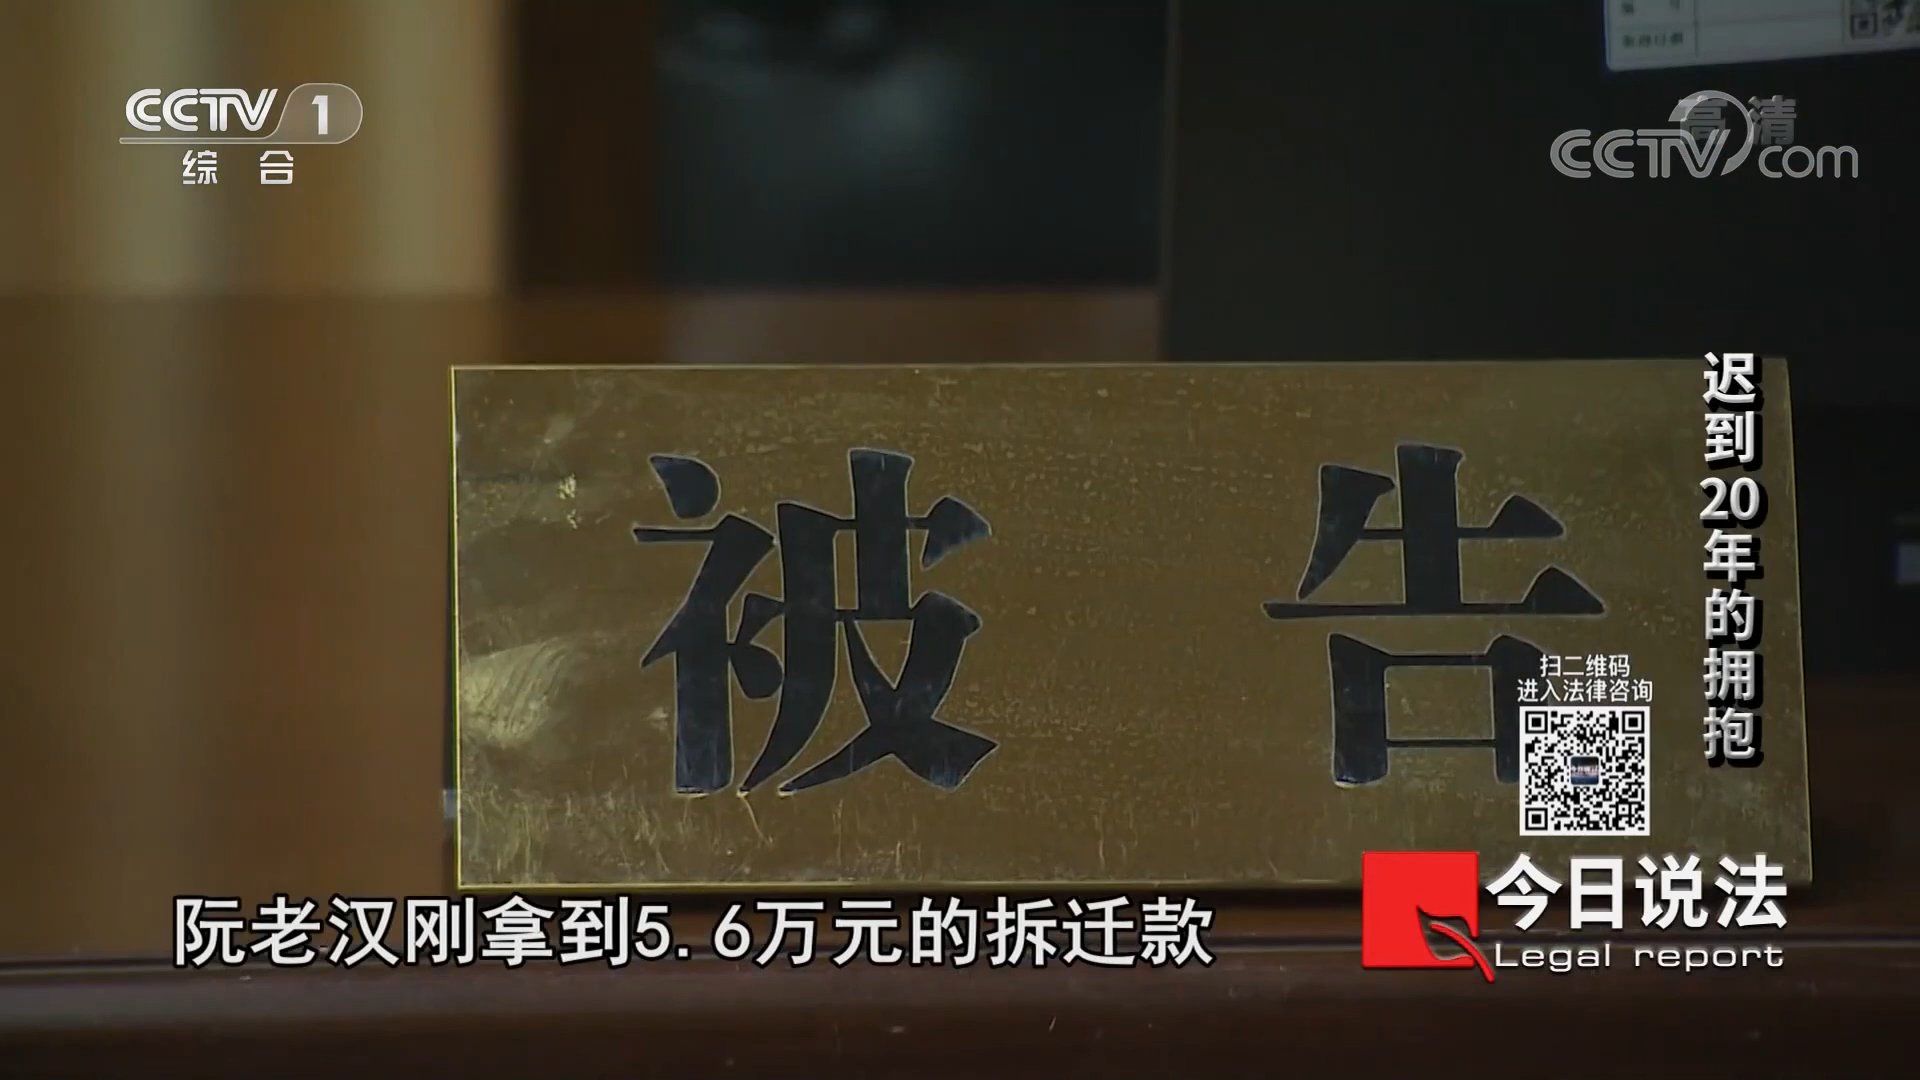 CCTV 1
综合
高清
CCTV com
迟到20年的拥抱
被告
扫二维码
进入法律咨询
今日说法
Legal report
阮老汉刚拿到5.6万元的拆迁款